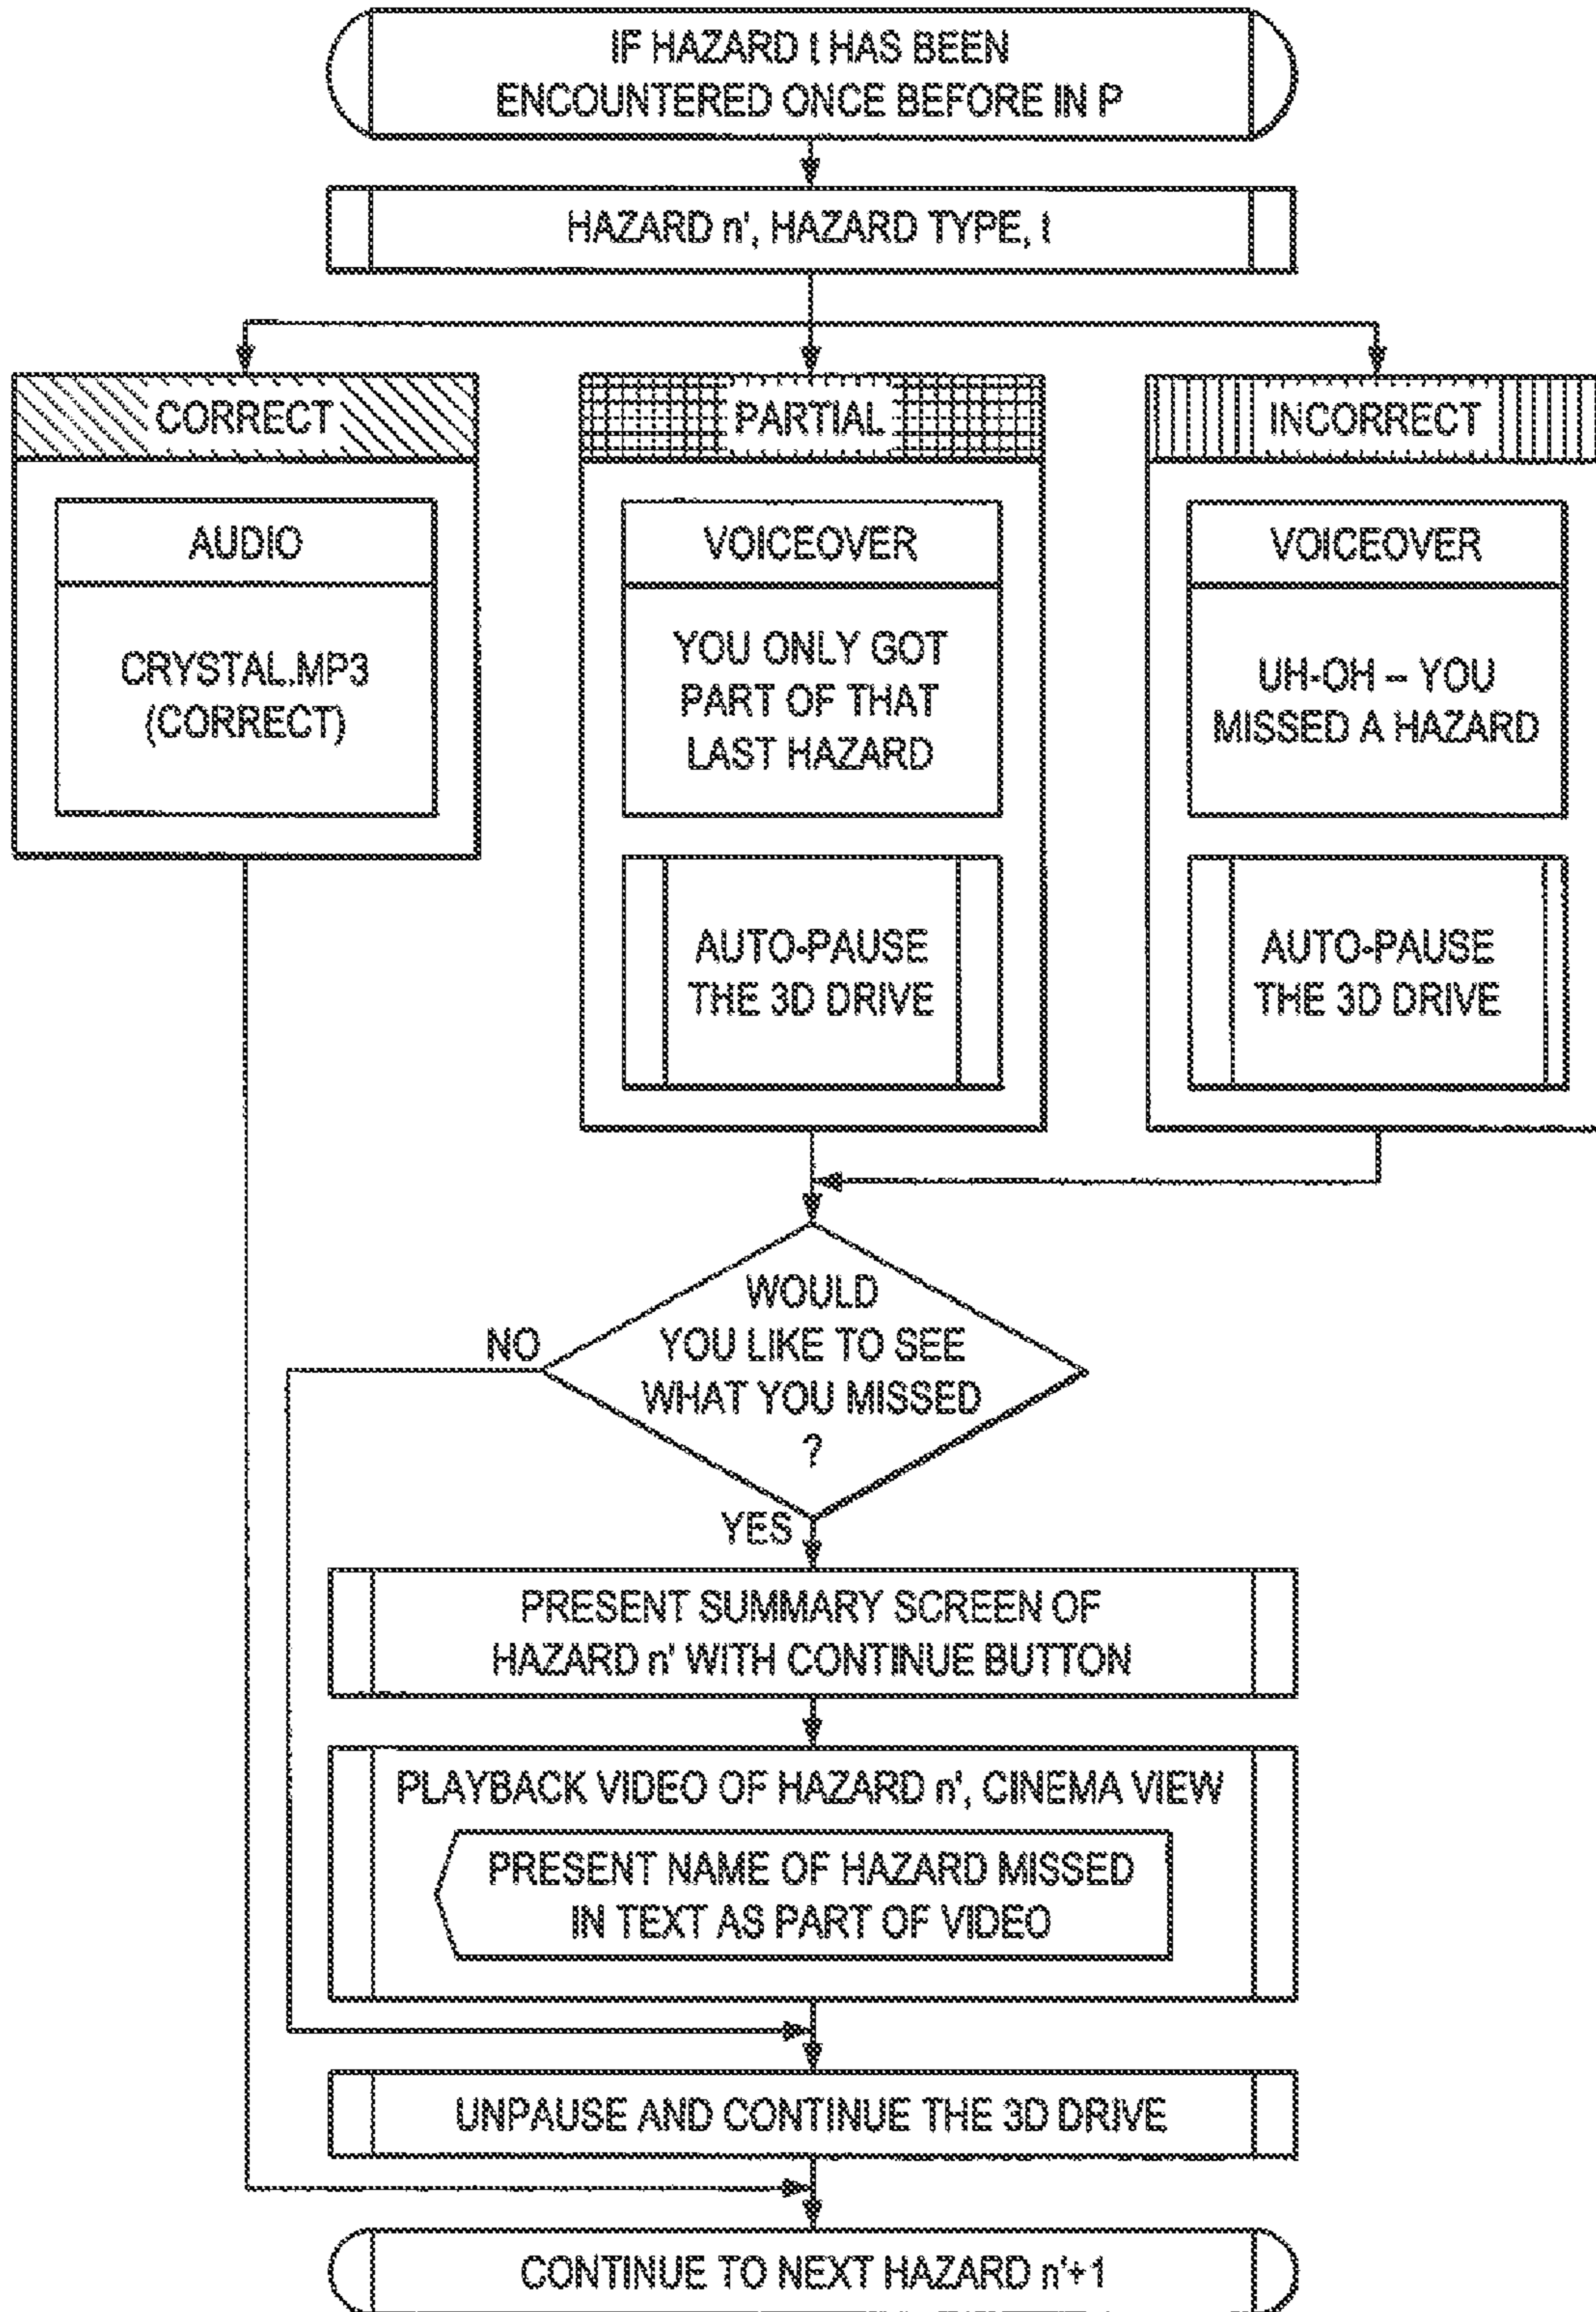 IF HAZARD t HAS BEEN
ENCOUNTERED ONCE BEFORE IN P
HAZARD n', HAZARD TYPE, t
CORRECT
AUDIO
CRYSTAL.MP3
(CORRECT)
PARTIAL
VOICEOVER
YOU ONLY GOT
PART OF THAT
LAST HAZARD
AUTO-PAUSE
THE 3D DRIVE
INCORRECT
VOICEOVER
UH-OH -- YOU
MISSED A HAZARD
AUTO-PAUSE
THE 3D DRIVE
WOULD
YOU LIKE TO SEE
WHAT YOU MISSED
?
NO
YES
PRESENT SUMMARY SCREEN OF
HAZARD n' WITH CONTINUE BUTTON
PLAYBACK VIDEO OF HAZARD n', CINEMA VIEW
PRESENT NAME OF HAZARD MISSED
IN TEXT AS PART OF VIDEO
UNPAUSE AND CONTINUE THE 3D DRIVE
CONTINUE TO NEXT HAZARD n'+1